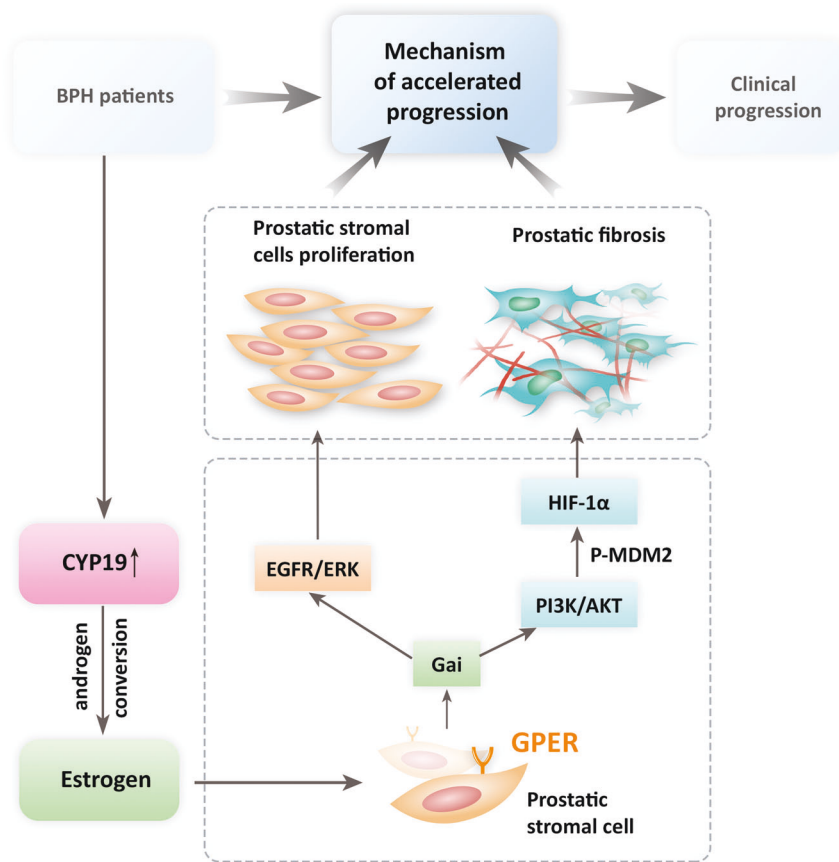 BPH patients
Mechanism
of accelerated
progression
Clinical
progression
Prostatic stromal
cells proliferation
Prostatic fibrosis
HIF-1α
P-MDM2
EGFR/ERK
PI3K/AKT
Gai
CYP19↑
androgen
conversion
Estrogen
GPER
Prostatic
stromal cell